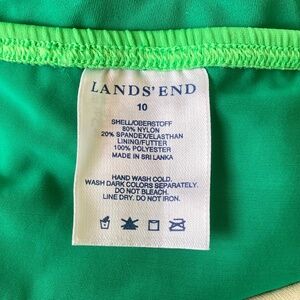 LANDS' END
10
SHELL/OBERSTOFF
80% NYLON
20% SPANDEX/ELASTHAN
LINING/FUTTER
100% POLYESTER
MADE IN SRI LANKA
HAND WASH COLD.
WASH DARK COLORS SEPARATELY.
DO NOT BLEACH.
LINE DRY. DO NOT IRON.